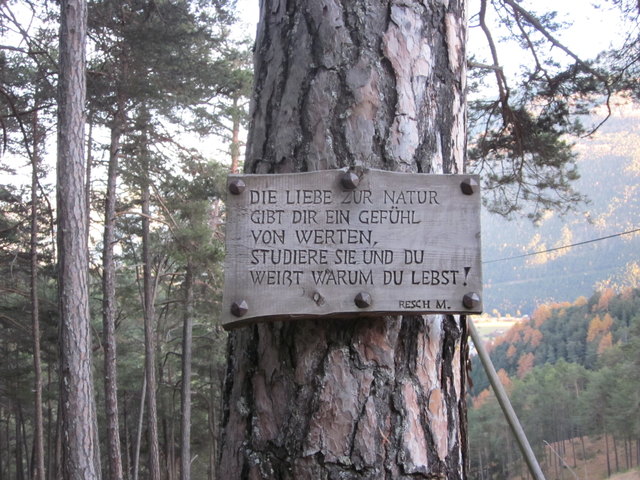 DIE LIEBE ZUR NATUR
GIBT DIR EIN GEFÜHL
VON WERTEN,
STUDIERE SIE UND DU
WEIßT WARUM DU LEBST!
RESCH M.